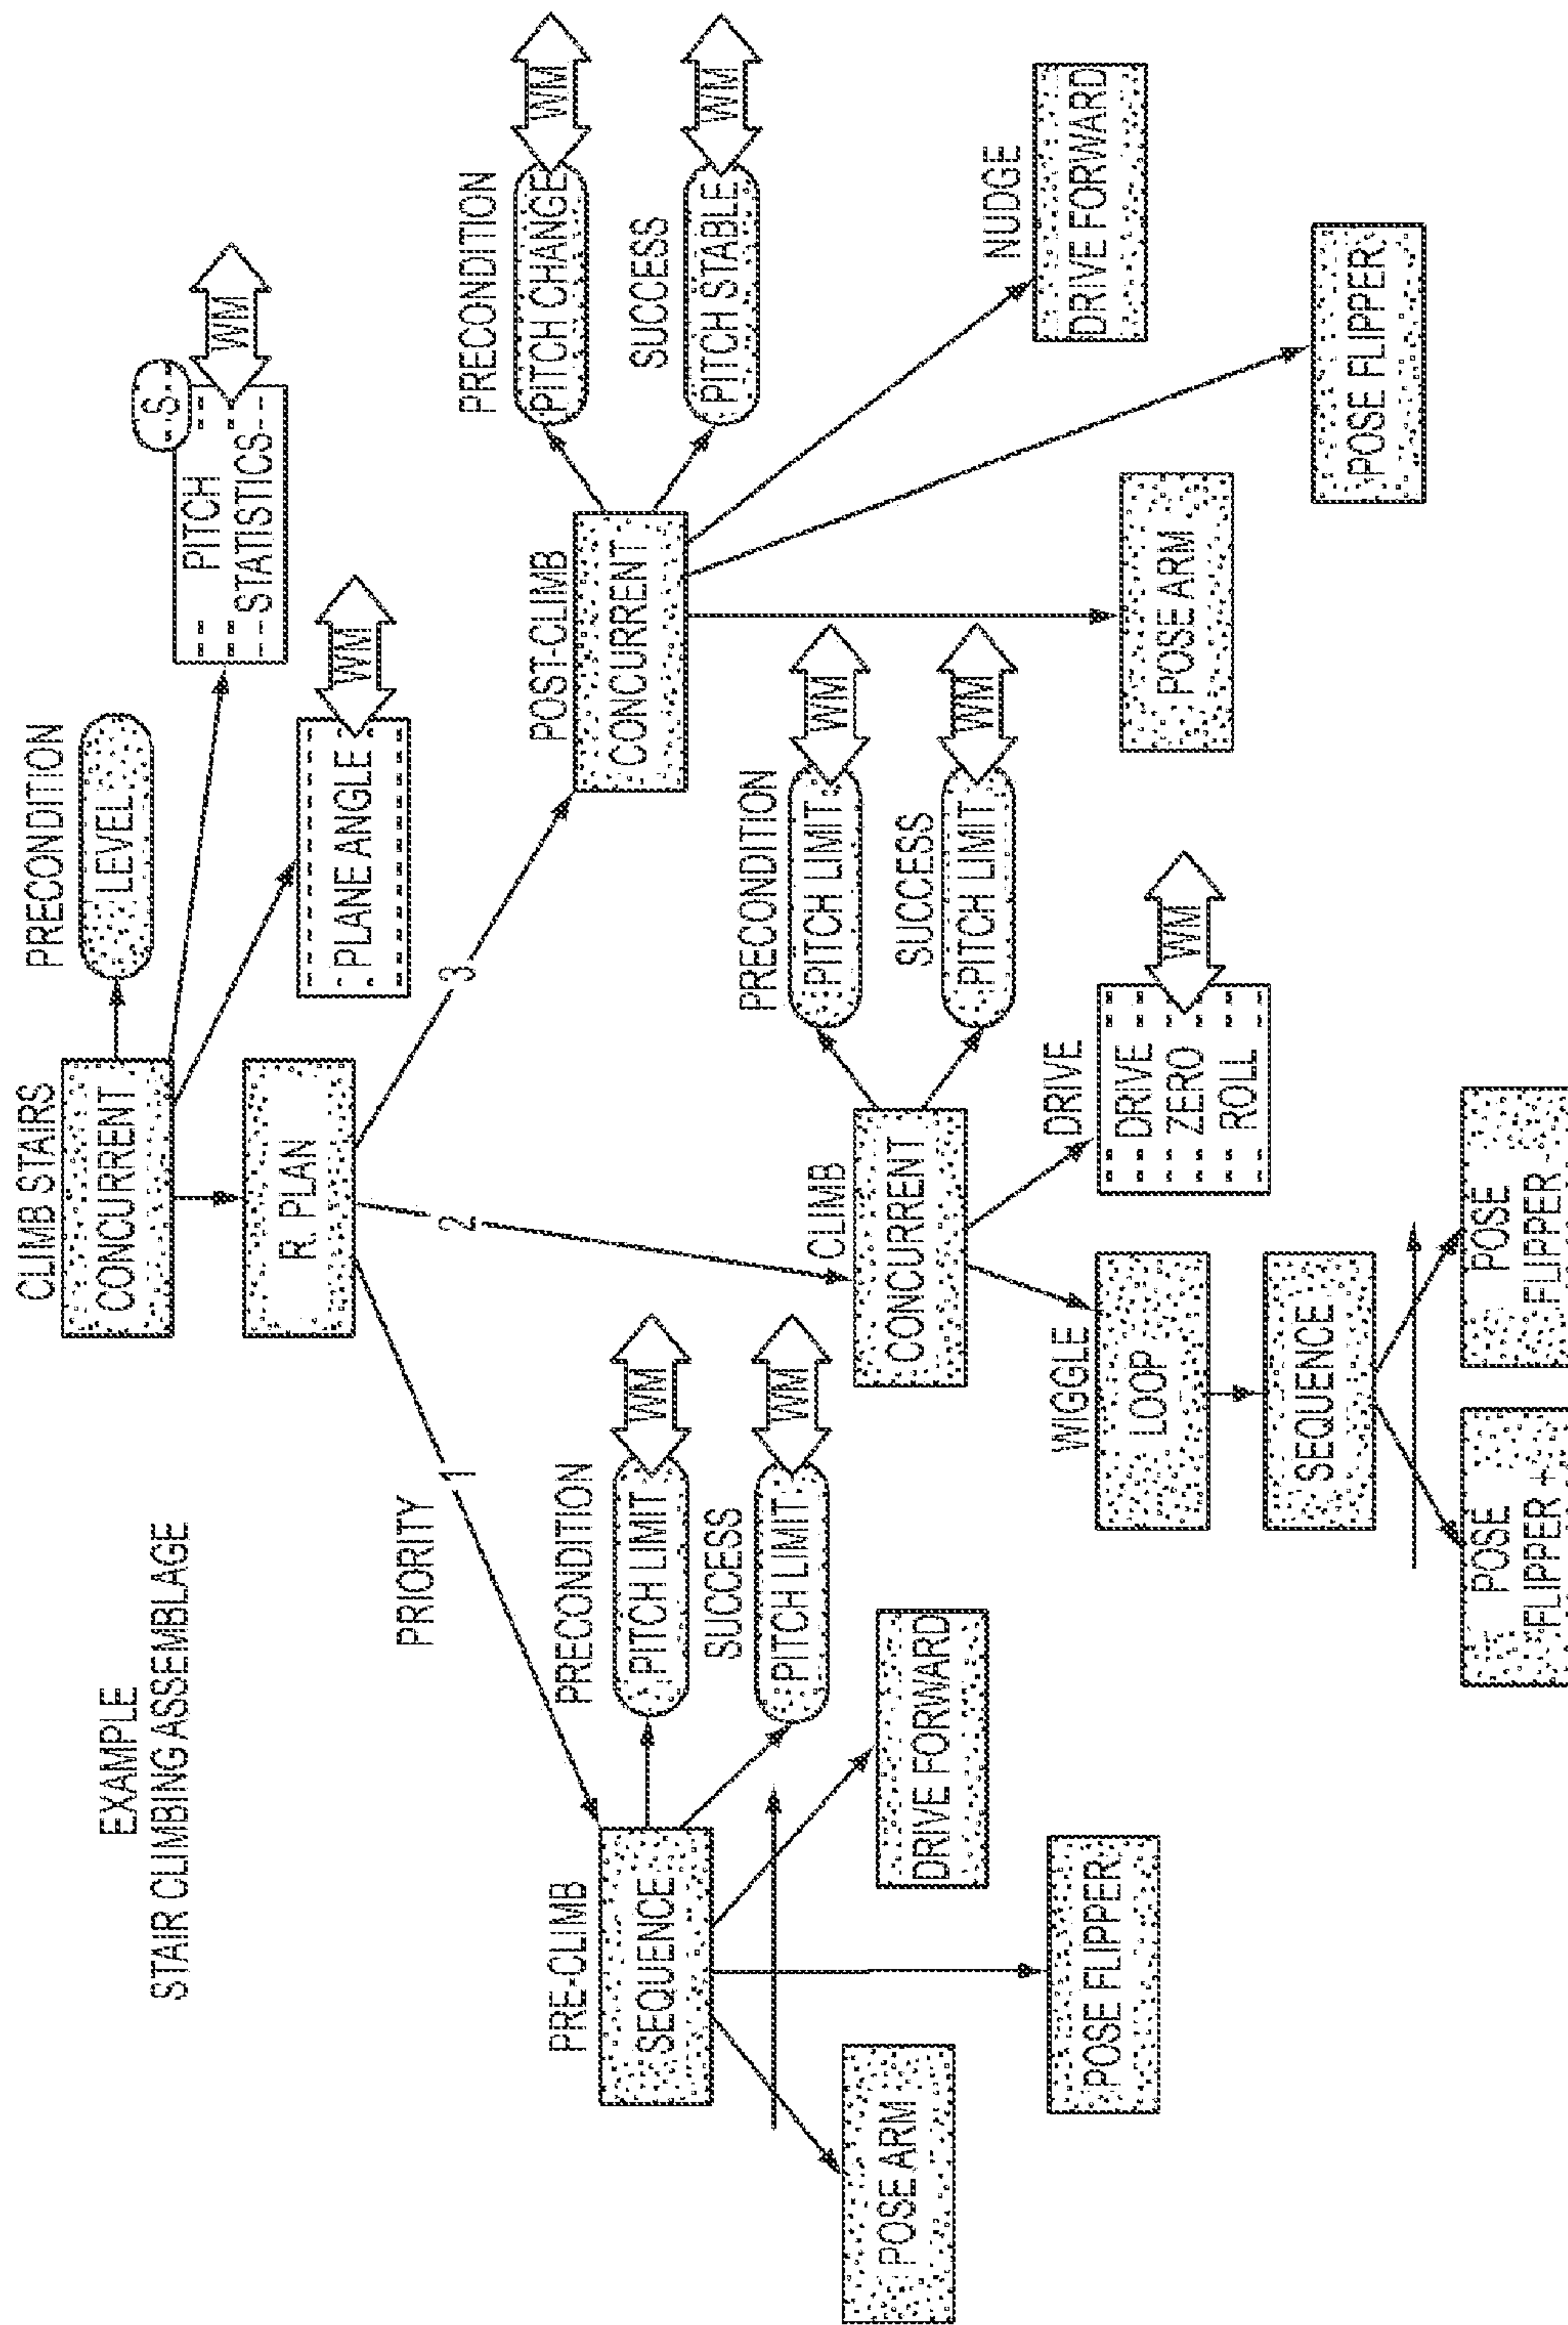 EXAMPLE
STAIR CLIMBING ASSEMBLAGE
CLIMB STAIRS
CONCURRENT
PRECONDITION
LEVEL
S
PITCH
STATISTICS
WM
PLANE ANGLE
WM
R. PLAN
PRIORITY
1
2
3
PRE-CLIMB
SEQUENCE
PRECONDITION
PITCH LIMIT
WM
SUCCESS
PITCH LIMIT
WM
POSE ARM
POSE FLIPPER
DRIVE FORWARD
CLIMB
CONCURRENT
PRECONDITION
PITCH LIMIT
WM
SUCCESS
PITCH LIMIT
WM
WIGGLE
LOOP
SEQUENCE
POSE
FLIPPER +
POSE
FLIPPER -
DRIVE
DRIVE
ZERO
ROLL
WM
POST-CLIMB
CONCURRENT
PRECONDITION
PITCH CHANGE
WM
SUCCESS
PITCH STABLE
WM
POSE ARM
POSE FLIPPER
NUDGE
DRIVE FORWARD